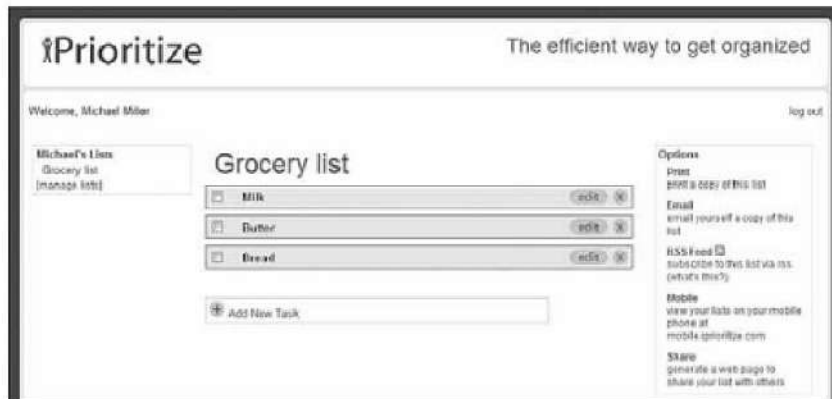 iPrioritize
The efficient way to get organized
Welcome, Michael Miller
log out
Michael's Lists
Grocery list
[manage lists]
Grocery list
Milk
edit
Butter
edit
Bread
edit
Add New Task
Options
Print
print a copy of this list
Email
email yourself a copy of this
list
RSS Feed
subscribe to this list via rss
(what's this?)
Mobile
view your lists on your mobile
phone at
mobile.iprioritize.com
Share
generate a web page to
share your list with others